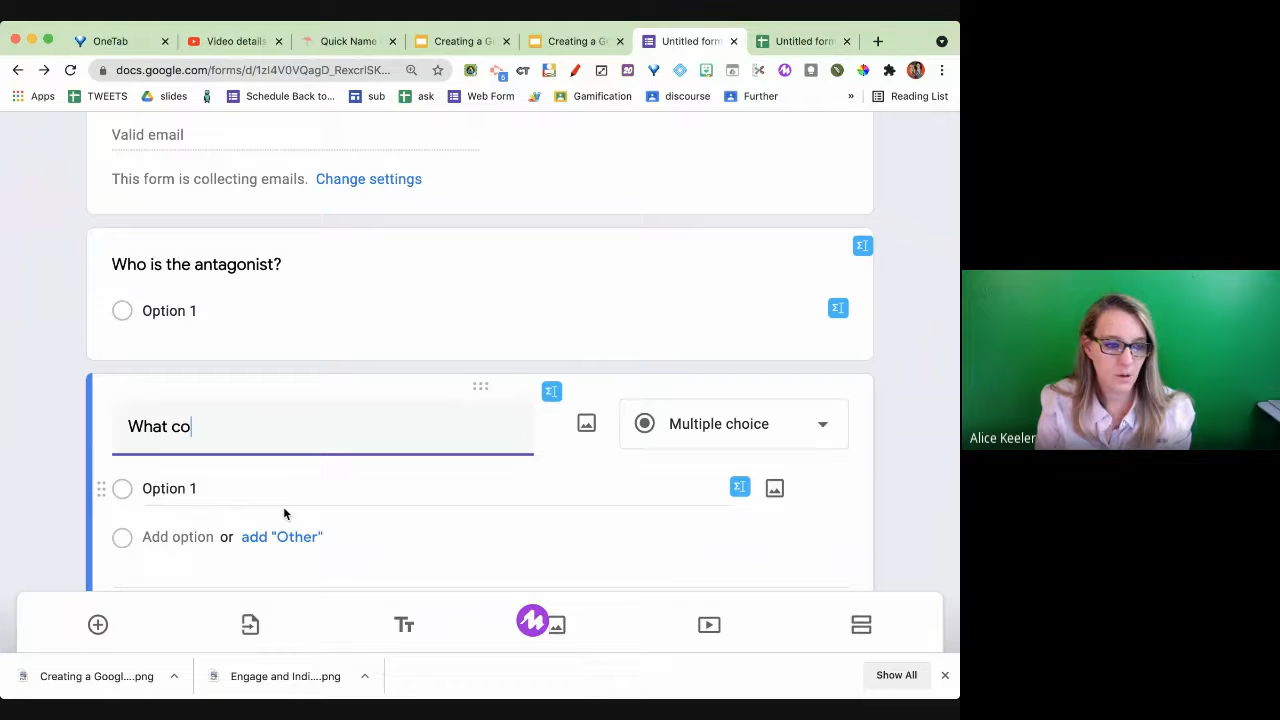 OneTab
Video details
Quick Name
Creating a G
Creating a G
Untitled form
Untitled form
docs.google.com/forms/d/1zl4V0VQagD_RexcrlSK...
Apps
TWEETS
slides
Schedule Back to...
sub
ask
Web Form
Gamification
discourse
Further
»
Reading List
Valid email
This form is collecting emails. Change settings
Who is the antagonist?
Option 1
What co
Multiple choice
Option 1
Add option or add "Other"
Alice Keeler
Creating a Googl....png
Engage and Indi....png
Show All